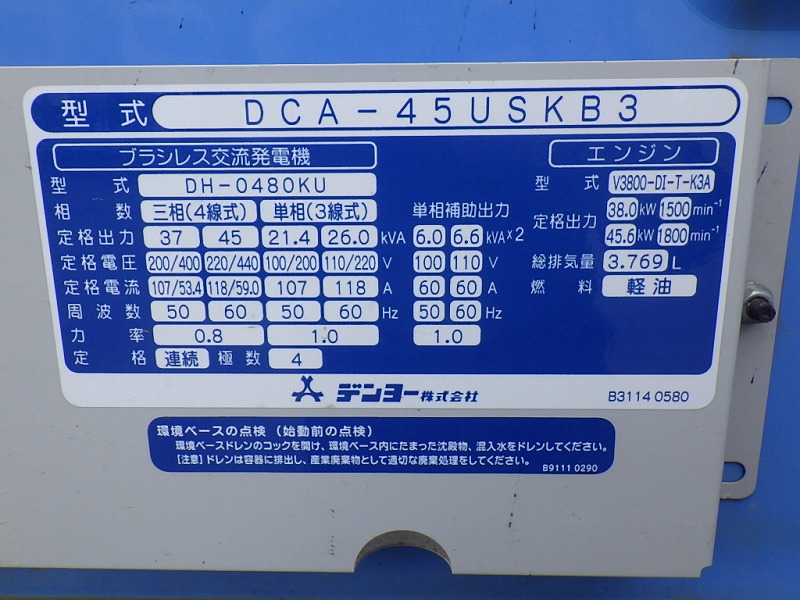 型式 DCA-45USKB3
ブラシレス交流発電機 エンジン
型式 DH-0480KU 型式 V3800-DI-T-K3A
相数 三相(4線式) 単相(3線式) 単相補助出力 定格出力 38.0 kW 1500 min⁻¹
定格出力 37 45 21.4 26.0 kVA 6.0 6.6 kVA×2 45.6 kW 1800 min⁻¹
定格電圧 200/400 220/440 100/200 110/220 V 100 110 V 総排気量 3.769 L
定格電流 107/53.4 118/59.0 107 118 A 60 60 A 燃料 軽油
周波数 50 60 50 60 Hz 50 60 Hz
力率 0.8 1.0 1.0
定格 連続 極数 4
デンヨー株式会社 B3114 0580
環境ベースの点検 (始動前の点検)
環境ベースドレンのコックを開け、環境ベース内にたまった沈殿物、混入水をドレンしてください。
[注意] ドレンは容器に排出し、産業廃棄物として適切な廃棄処理をしてください。 B9111 0290